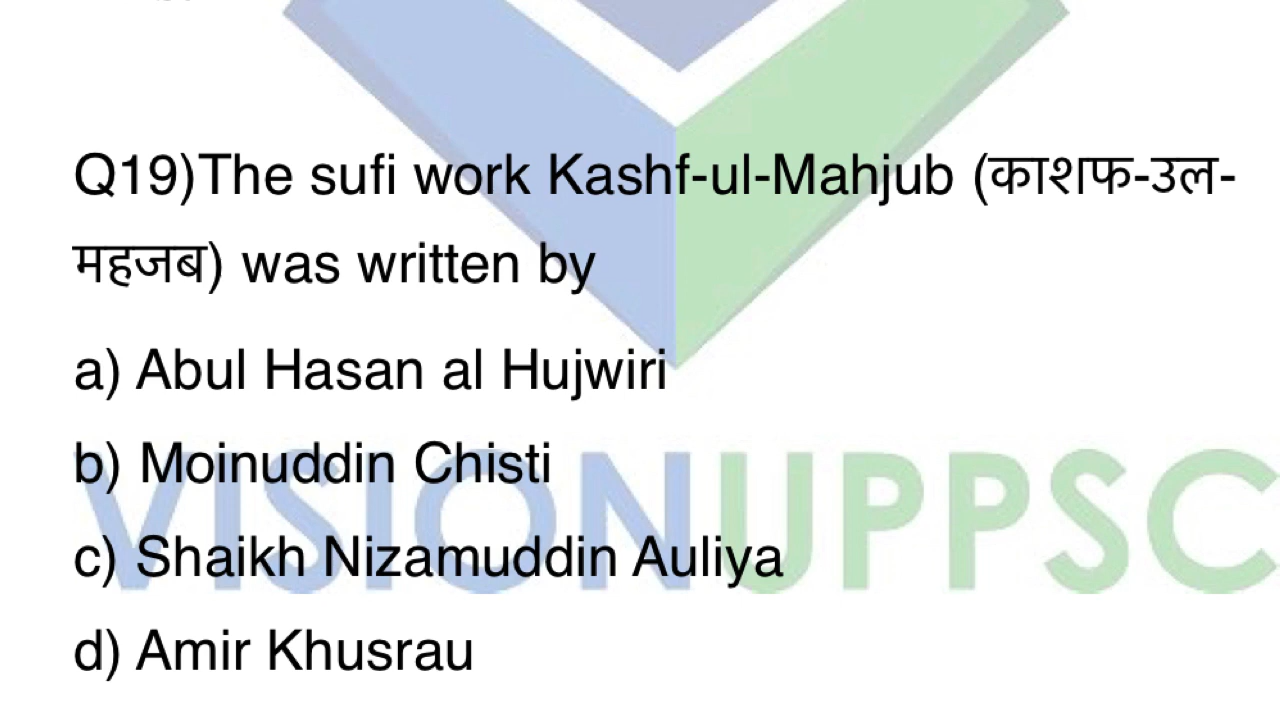 Q19)The sufi work Kashf-ul-Mahjub (काशफ-उल-
महजब) was written by
a) Abul Hasan al Hujwiri
b) Moinuddin Chisti
c) Shaikh Nizamuddin Auliya
VISIONUPPSC
d) Amir Khusrau